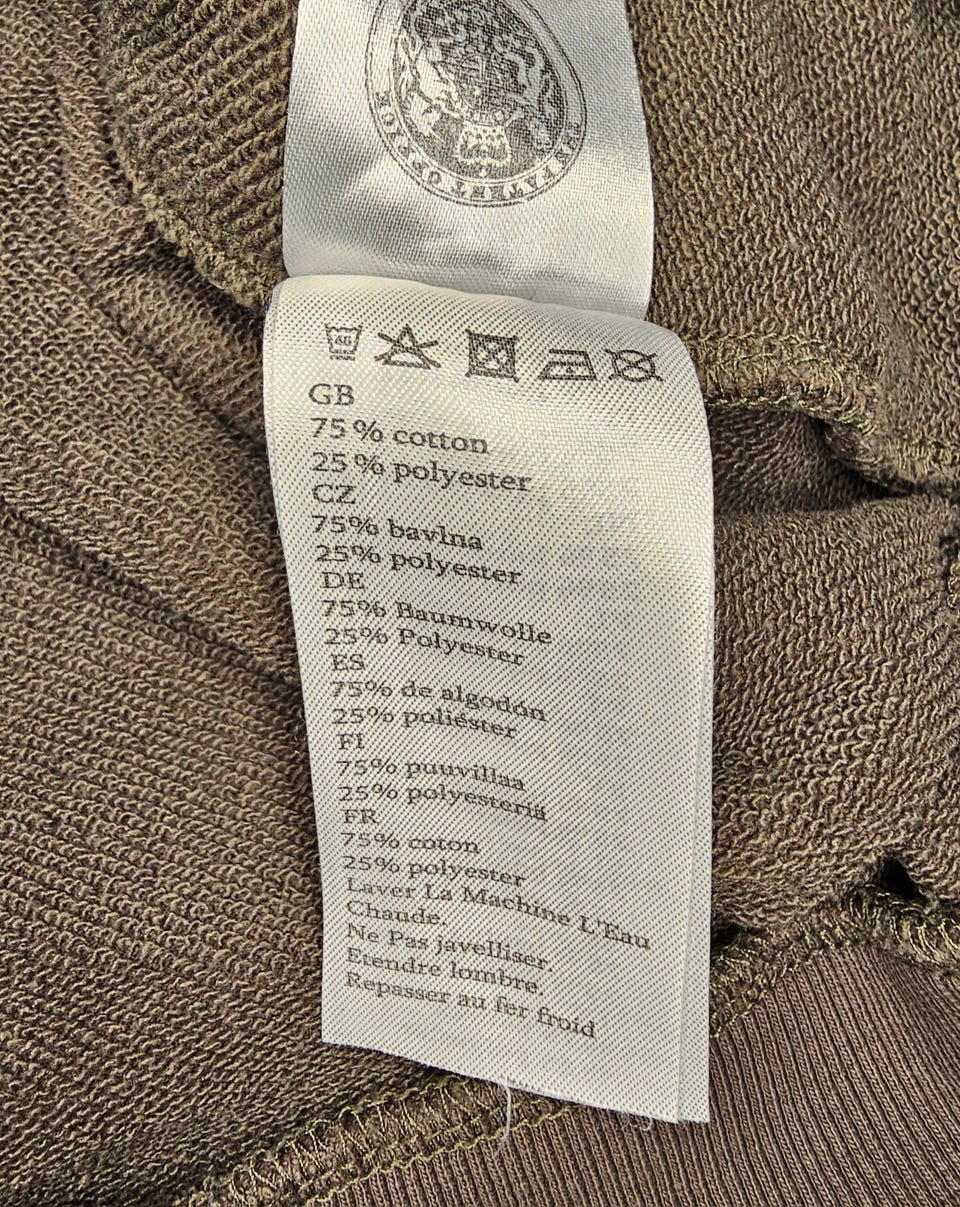 40
GB
75 % cotton
25 % polyester
CZ
75% bavlna
25% polyester
DE
75% Baumwolle
25% Polyester
ES
75% de algodón
25% poliéster
FI
75% puuvillaa
25% polyesteriä
FR
75% coton
25% polyester
Laver La Machine L'Eau
Chaude.
Ne Pas javelliser.
Etendre lombre.
Repasser au fer froid